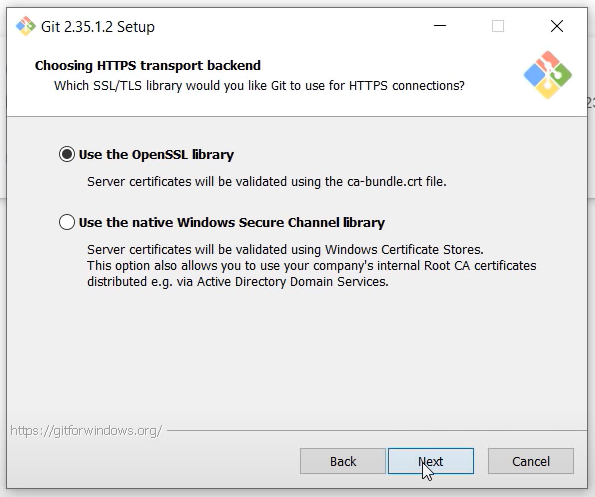 Git 2.35.1.2 Setup
Choosing HTTPS transport backend
Which SSL/TLS library would you like Git to use for HTTPS connections?
Use the OpenSSL library
Server certificates will be validated using the ca-bundle.crt file.
Use the native Windows Secure Channel library
Server certificates will be validated using Windows Certificate Stores.
This option also allows you to use your company's internal Root CA certificates
distributed e.g. via Active Directory Domain Services.
https://gitforwindows.org/
Back
Next
Cancel